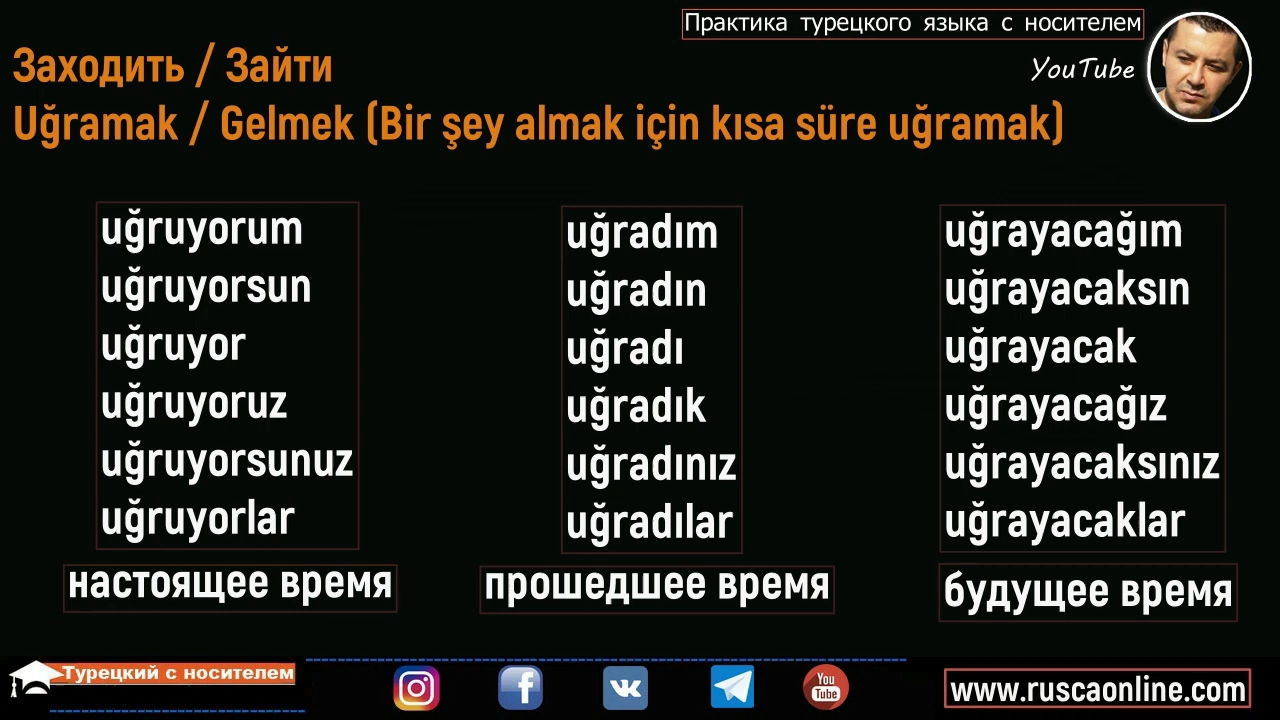 Практика турецкого языка с носителем
YouTube
Заходить / Зайти
Uğramak / Gelmek (Bir şey almak için kısa süre uğramak)
uğruyorum
uğruyorsun
uğruyor
uğruyoruz
uğruyorsunuz
uğruyorlar
настоящее время
uğradım
uğradın
uğradı
uğradık
uğradınız
uğradılar
прошедшее время
uğrayacağım
uğrayacaksın
uğrayacak
uğrayacağız
uğrayacaksınız
uğrayacaklar
будущее время
Турецкий с носителем
You
Tube
www.ruscaonline.com